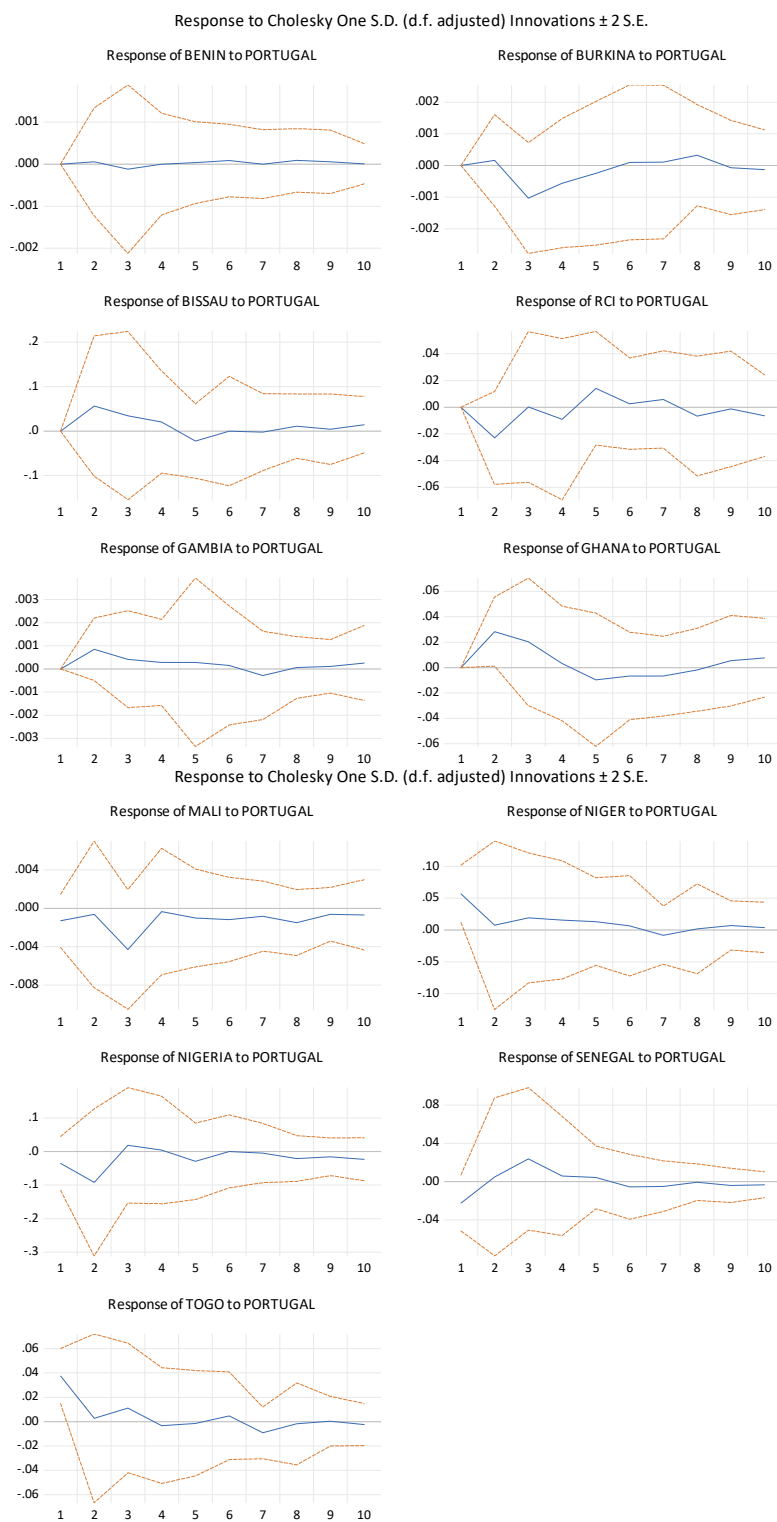 Response to Cholesky One S.D. (d.f. adjusted) Innovations ± 2 S.E.
Response of BENIN to PORTUGAL
.001
.000
-.001
-.002
1 2 3 4 5 6 7 8 9 10
Response of BURKINA to PORTUGAL
.002
.001
.000
-.001
-.002
1 2 3 4 5 6 7 8 9 10
Response of BISSAU to PORTUGAL
.2
.1
.0
-.1
1 2 3 4 5 6 7 8 9 10
Response of RCI to PORTUGAL
.04
.02
.00
-.02
-.04
-.06
1 2 3 4 5 6 7 8 9 10
Response of GAMBIA to PORTUGAL
.003
.002
.001
.000
-.001
-.002
-.003
1 2 3 4 5 6 7 8 9 10
Response of GHANA to PORTUGAL
.06
.04
.02
.00
-.02
-.04
-.06
1 2 3 4 5 6 7 8 9 10
Response to Cholesky One S.D. (d.f. adjusted) Innovations ± 2 S.E.
Response of MALI to PORTUGAL
.004
.000
-.004
-.008
1 2 3 4 5 6 7 8 9 10
Response of NIGER to PORTUGAL
.10
.05
.00
-.05
-.10
1 2 3 4 5 6 7 8 9 10
Response of NIGERIA to PORTUGAL
.1
.0
-.1
-.2
-.3
1 2 3 4 5 6 7 8 9 10
Response of SENEGAL to PORTUGAL
.08
.04
.00
-.04
1 2 3 4 5 6 7 8 9 10
Response of TOGO to PORTUGAL
.06
.04
.02
.00
-.02
-.04
-.06
1 2 3 4 5 6 7 8 9 10